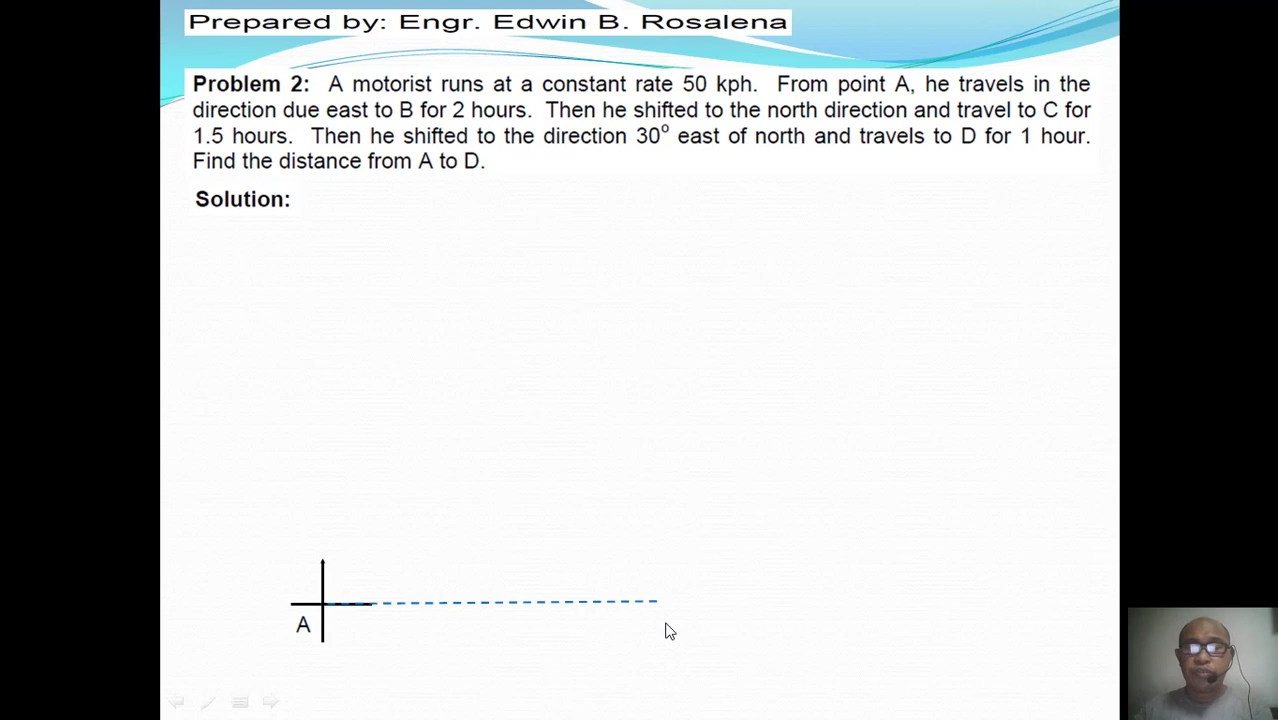 Prepared by: Engr. Edwin B. Rosalena
Problem 2: A motorist runs at a constant rate 50 kph. From point A, he travels in the
direction due east to B for 2 hours. Then he shifted to the north direction and travel to C for
1.5 hours. Then he shifted to the direction 30° east of north and travels to D for 1 hour.
Find the distance from A to D.
Solution:
A